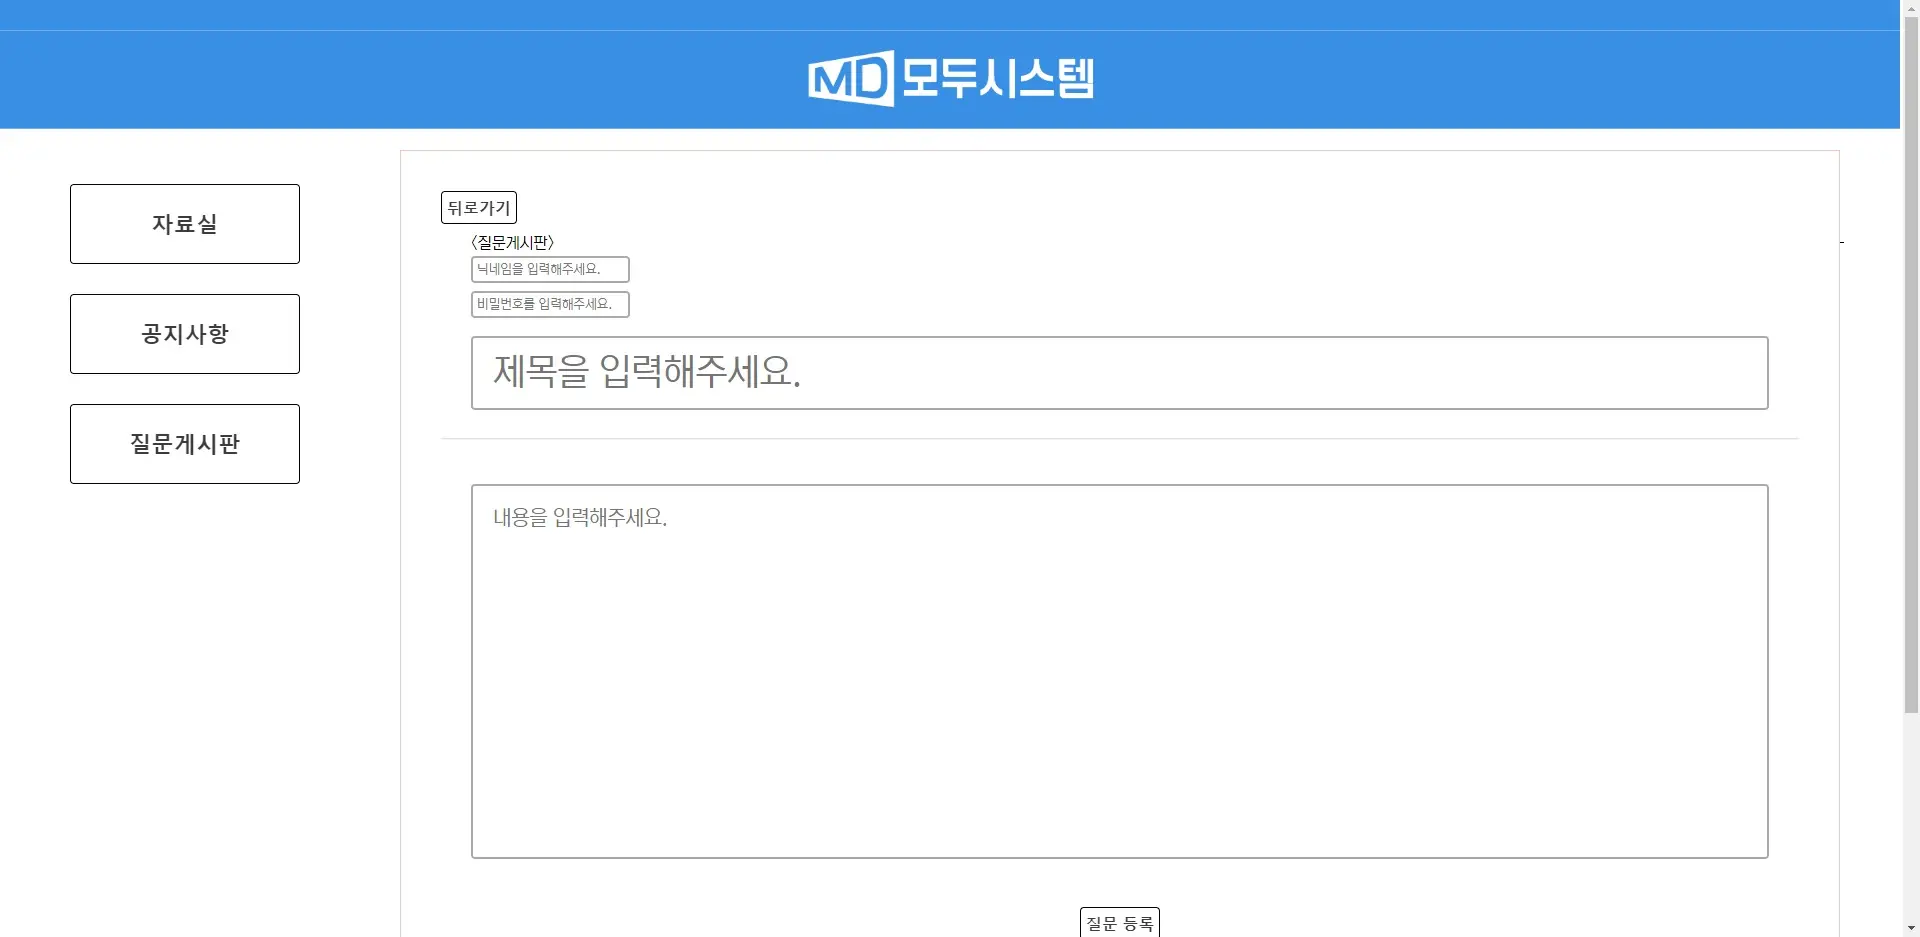 MD 모두시스템
자료실
공지사항
질문게시판
뒤로가기
<질문게시판>
닉네임을 입력해주세요.
비밀번호를 입력해주세요.
제목을 입력해주세요.
내용을 입력해주세요.
질문 등록